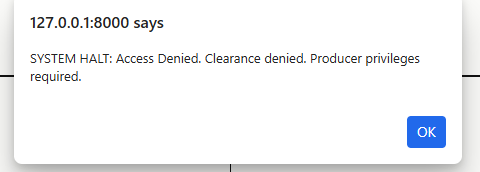 127.0.0.1:8000 says
SYSTEM HALT: Access Denied. Clearance denied. Producer privileges
required.
OK